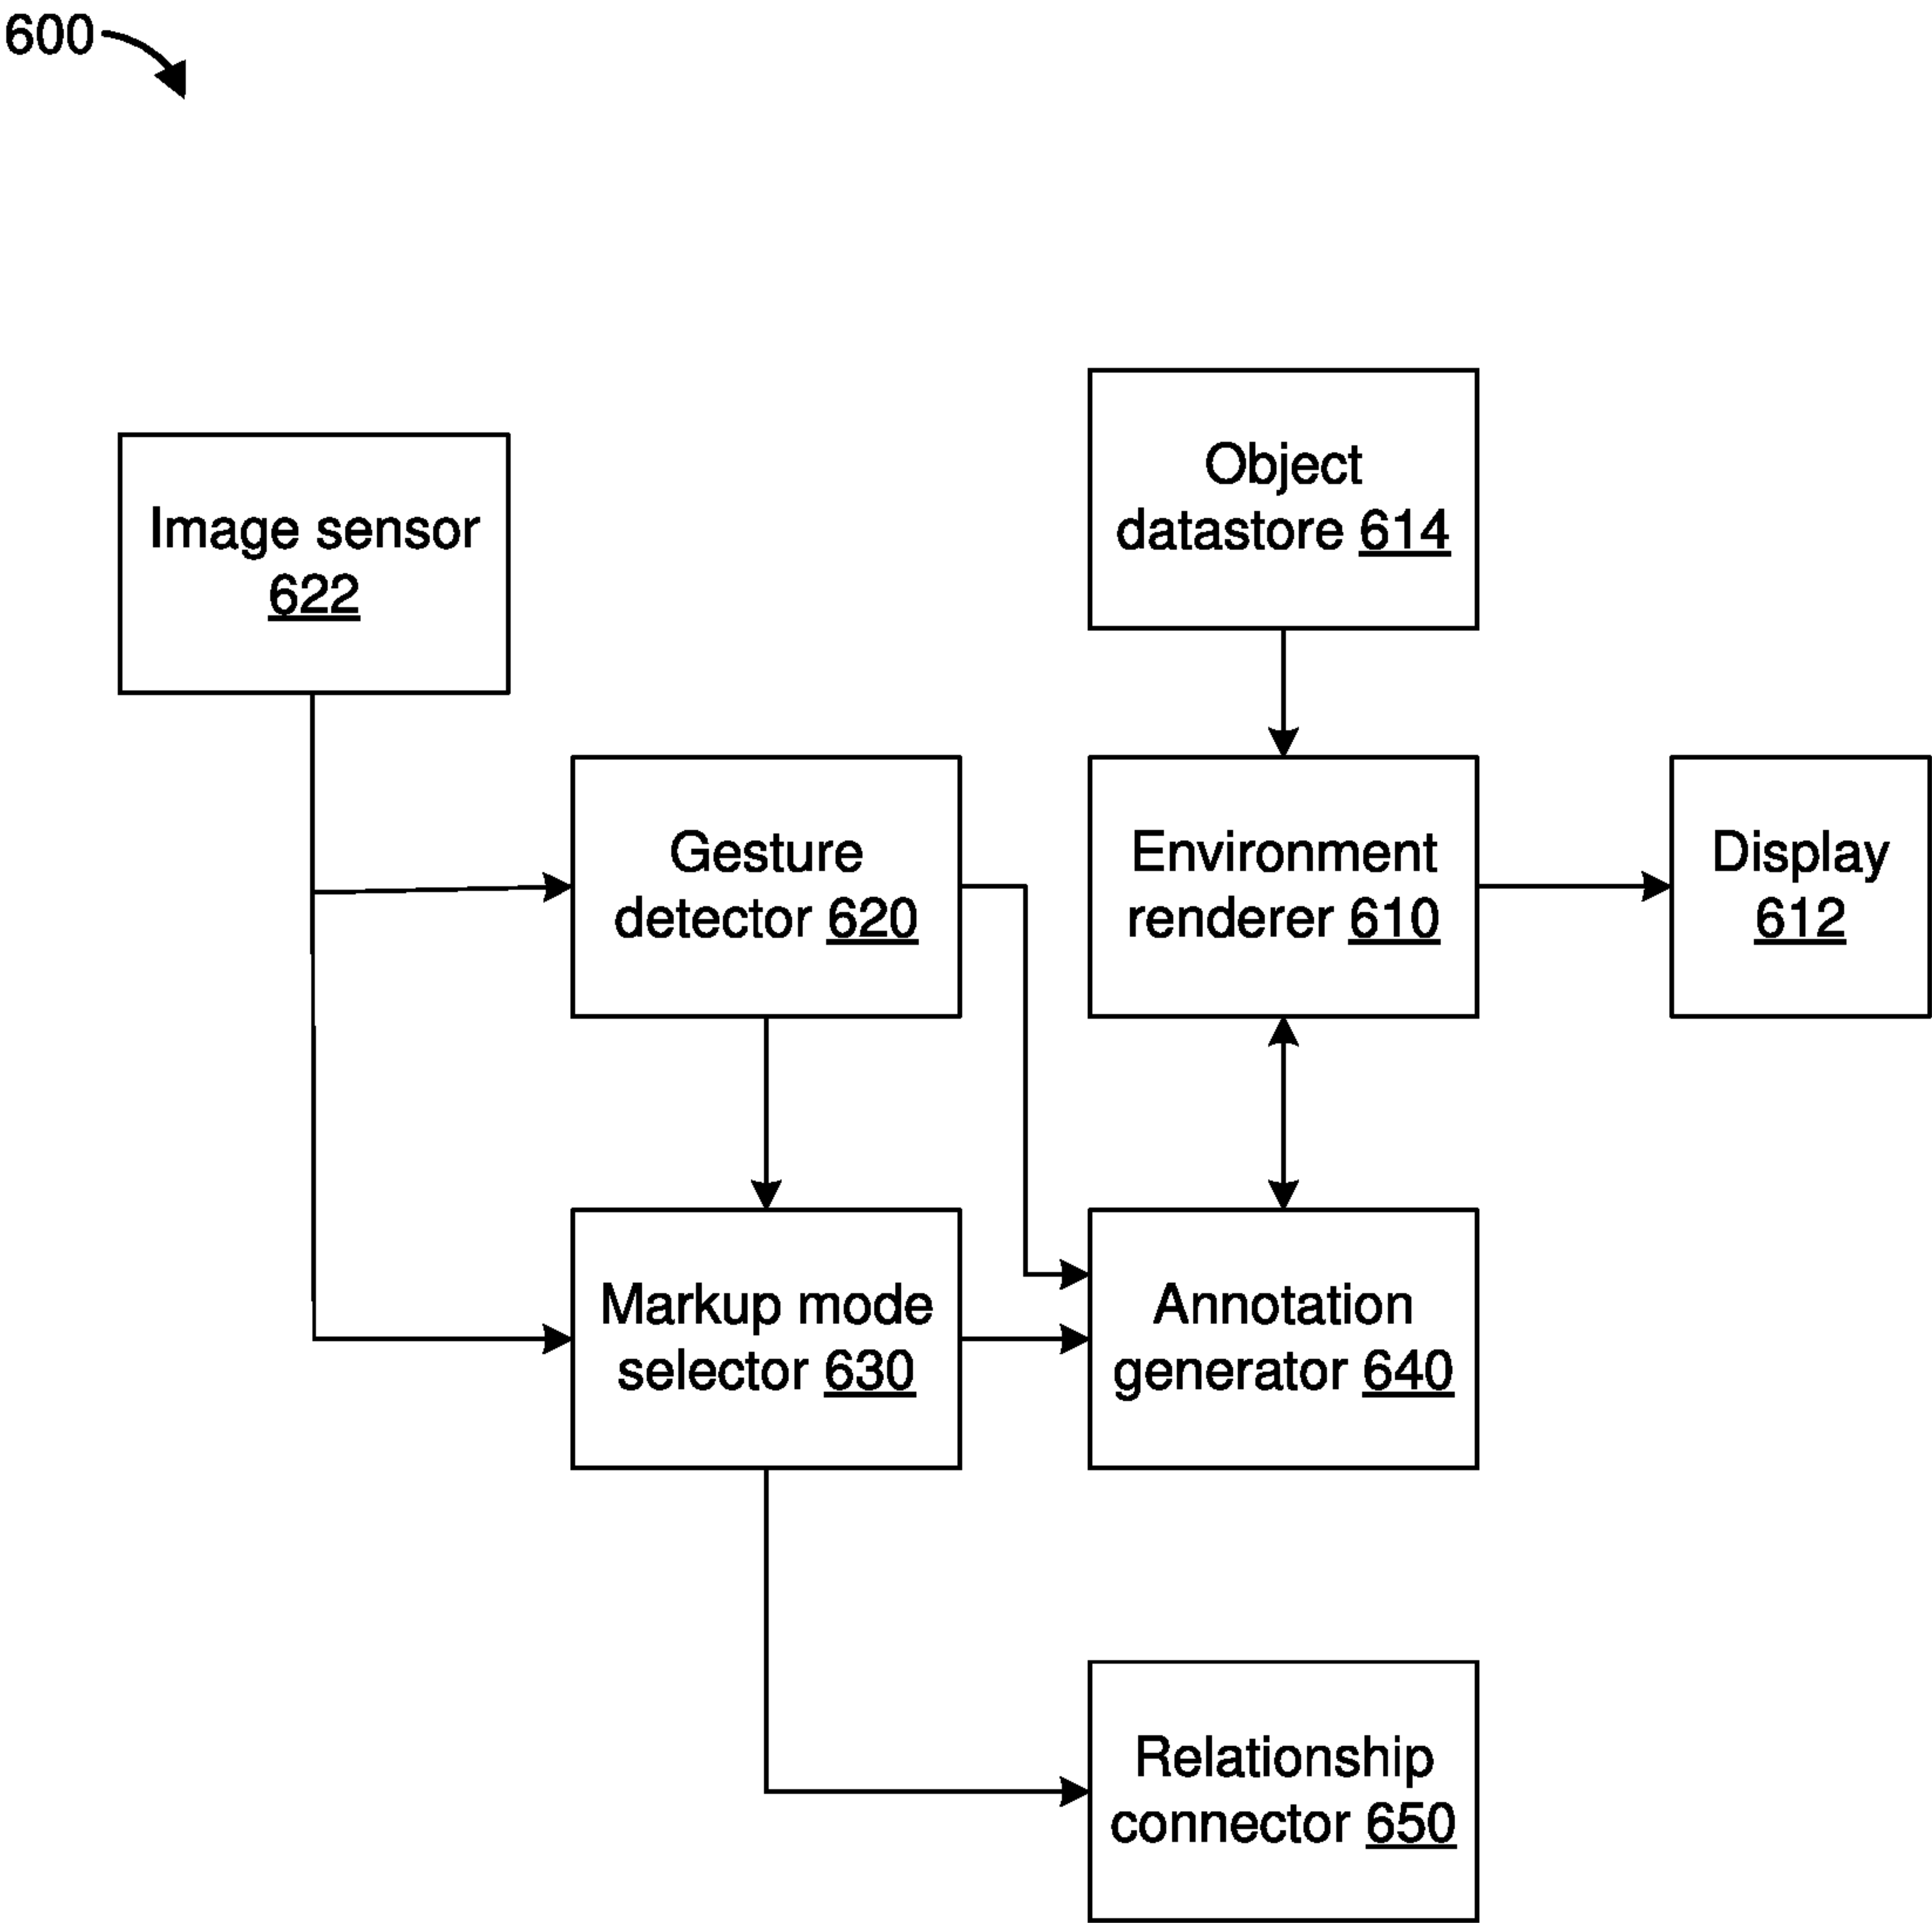 600
Object
datastore 614
Image sensor
622
Gesture
detector 620
Environment
renderer 610
Display
612
Markup mode
selector 630
Annotation
generator 640
Relationship
connector 650